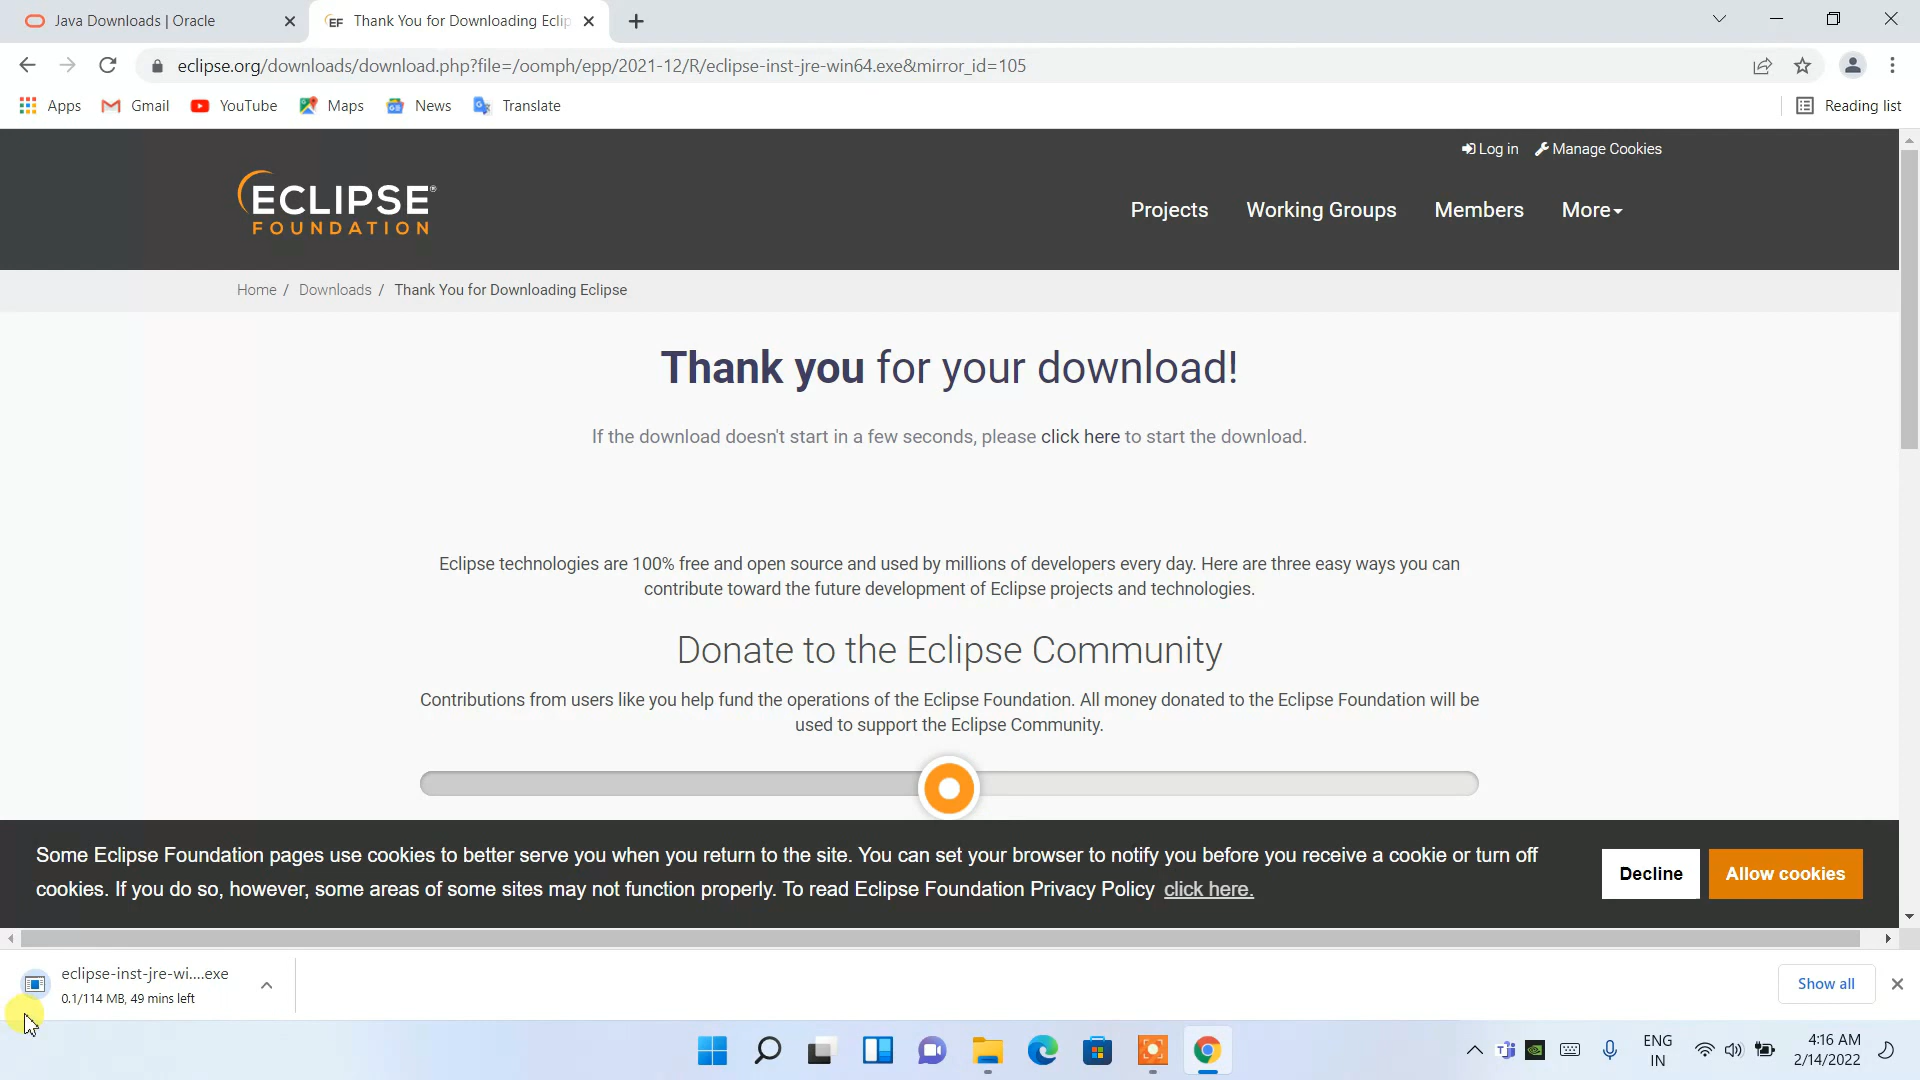 Java Downloads | Oracle
EF Thank You for Downloading Eclip
eclipse.org/downloads/download.php?file=/oomph/epp/2021-12/R/eclipse-inst-jre-win64.exe&mirror_id=105
Apps Gmail YouTube Maps News Translate Reading list
Log in Manage Cookies
ECLIPSE®
FOUNDATION
Projects Working Groups Members More
Home / Downloads / Thank You for Downloading Eclipse
Thank you for your download!
If the download doesn't start in a few seconds, please click here to start the download.
Eclipse technologies are 100% free and open source and used by millions of developers every day. Here are three easy ways you can
contribute toward the future development of Eclipse projects and technologies.
Donate to the Eclipse Community
Contributions from users like you help fund the operations of the Eclipse Foundation. All money donated to the Eclipse Foundation will be
used to support the Eclipse Community.
Some Eclipse Foundation pages use cookies to better serve you when you return to the site. You can set your browser to notify you before you receive a cookie or turn off
cookies. If you do so, however, some areas of some sites may not function properly. To read Eclipse Foundation Privacy Policy click here.
Decline Allow cookies
eclipse-inst-jre-wi....exe
0.1/114 MB, 49 mins left
Show all
ENG
IN
4:16 AM
2/14/2022